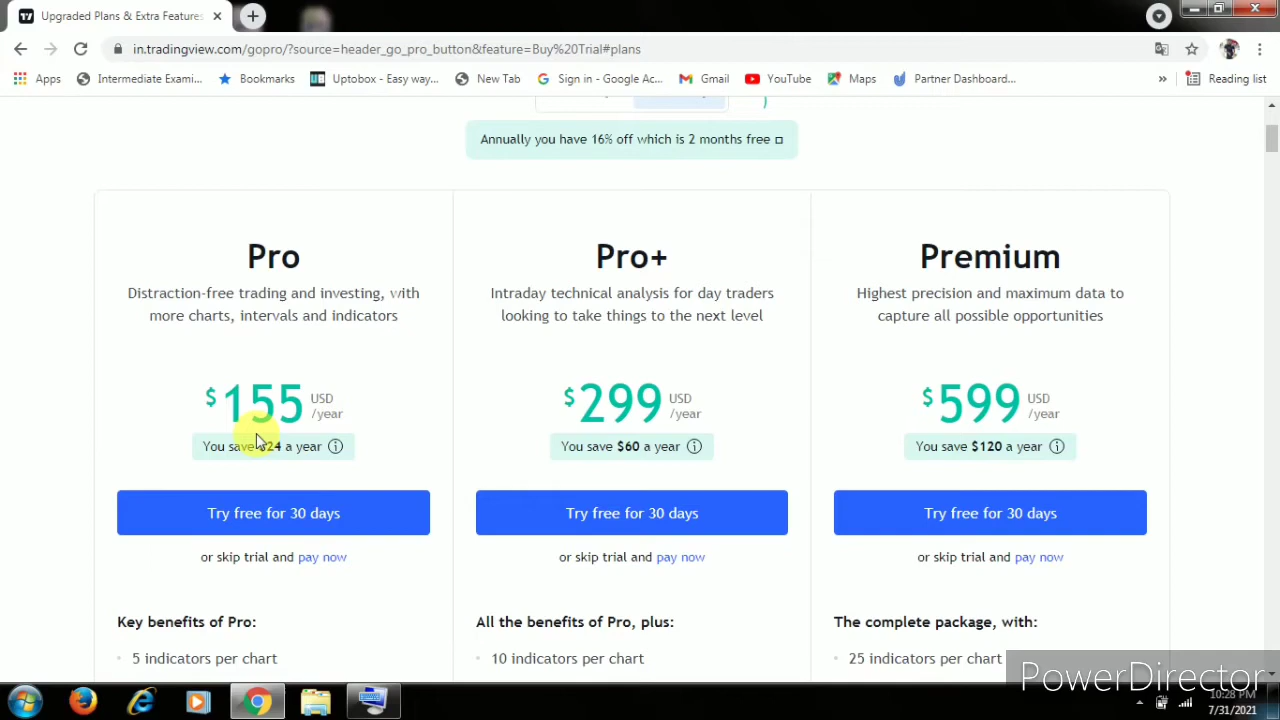 Upgraded Plans & Extra Features
in.tradingview.com/gopro/?source=header_go_pro_button&feature=Buy%20Trial#plans
Apps
Intermediate Exami...
Bookmarks
Uptobox - Easy way...
New Tab
Sign in - Google Ac...
Gmail
YouTube
Maps
Partner Dashboard...
»
Reading list
Annually you have 16% off which is 2 months free
Pro
Distraction-free trading and investing, with
more charts, intervals and indicators
$155 USD
/year
You save $24 a year
Try free for 30 days
or skip trial and pay now
Key benefits of Pro:
5 indicators per chart
Pro+
Intraday technical analysis for day traders
looking to take things to the next level
$299 USD
/year
You save $60 a year
Try free for 30 days
or skip trial and pay now
All the benefits of Pro, plus:
10 indicators per chart
Premium
Highest precision and maximum data to
capture all possible opportunities
$599 USD
/year
You save $120 a year
Try free for 30 days
or skip trial and pay now
The complete package, with:
25 indicators per chart
PowerDirector
10:28 PM
7/31/2021